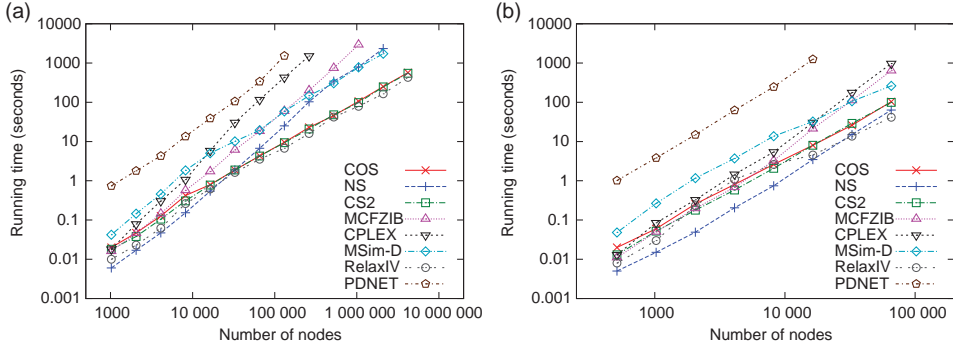 (a)
Running time (seconds)
10000
1000
100
10
1
0.1
0.01
0.001
COS
NS
CS2
MCFZIB
CPLEX
MSim-D
RelaxIV
PDNET
1000 10 000 100 000 1 000 000 10 000 000
Number of nodes
(b)
Running time (seconds)
10000
1000
100
10
1
0.1
0.01
0.001
COS
NS
CS2
MCFZIB
CPLEX
MSim-D
RelaxIV
PDNET
1000 10 000 100 000
Number of nodes